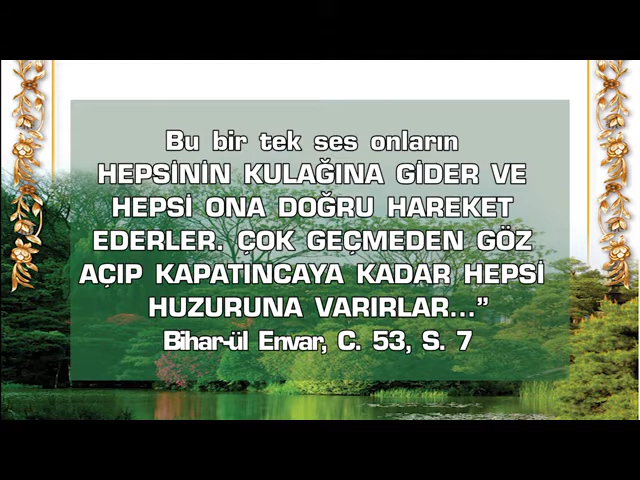 Bu bir tek ses onların
HEPSİNİN KULAĞINA GİDER VE
HEPSİ ONA DOĞRU HAREKET
EDERLER. ÇOK GEÇMEDEN GÖZ
AÇIP KAPATINCAYA KADAR HEPSİ
HUZURUNA VARIRLAR...”
Bihar-ül Envar, C. 53, S. 7